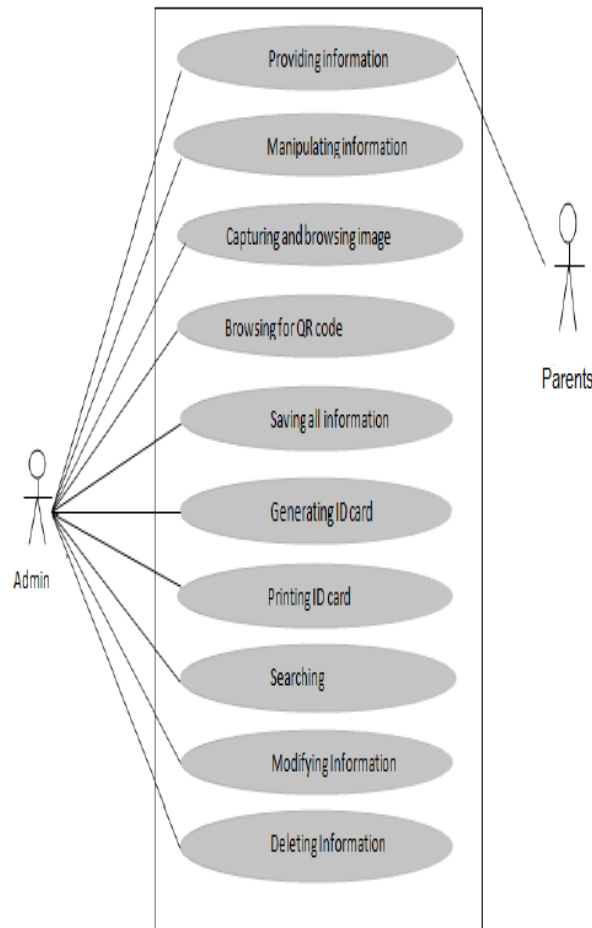 Providing information
Manipulating information
Capturing and browsing image
Browsing for QR code
Parents
Saving all information
Generating ID card
Admin
Printing ID card
Searching
Modifying Information
Deleting Information